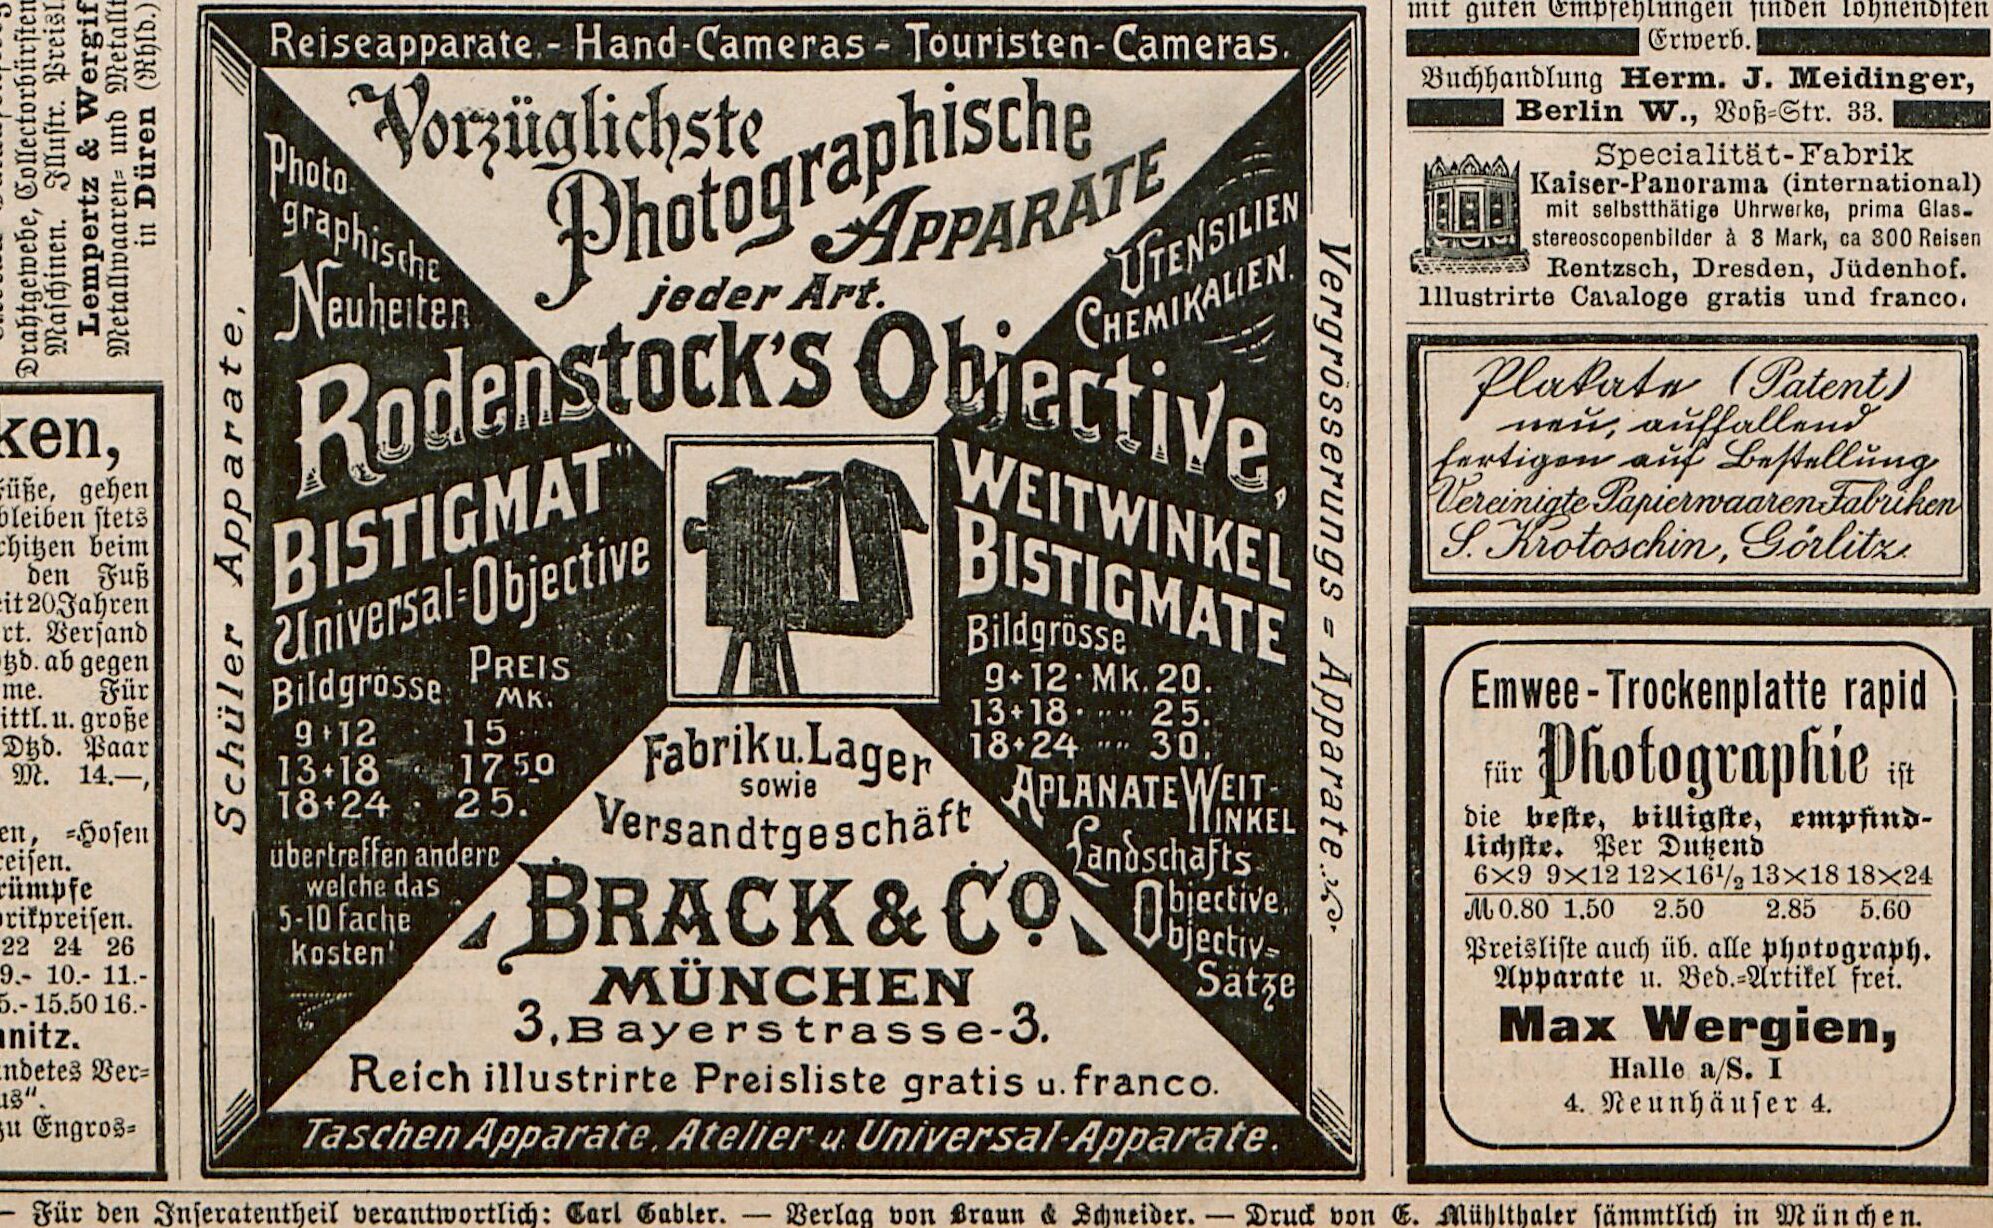 Drahtgewebe, Collectorbürsten
Maschinen. Illustr. Preisl.
Lempertz & Wergif
Metallwaaren- und Metallt
in Düren (Rhld.)
ken,
Füße, gehen
bleiben stets
chitzen beim
den Fuß
eit 20 Jahren
rt. Versand
tzd. ab gegen
me. Für
ittl. u. große
Dtzd. Paar
M. 14.—,
en, =Hosen
reisen.
rümpfe
rikpreisen.
22 24 26
9.- 10.- 11.-
5.- 15.50 16.-
nnitz.
ndetes Ver=
us".
zu Engros=
Reiseapparate. - Hand-Cameras - Touristen-Cameras.
Schüler Apparate,
Vorzüglichste
Photographische
APPARATE
jeder Art.
Photo-
graphische
Neuheiten
UTENSILIEN
CHEMIKALIEN.
Rodenstock's Objective,
BISTIGMAT"
Universal=Objective
Bildgrösse PREIS
MK.
9+12 15
13+18 17 50
18+24 25.
übertreffen andere
welche das
5-10 fache
kosten!
WEITWINKEL
BISTIGMATE
Bildgrösse
9+12 · MK. 20.
13+18 · „ 25.
18+24 „ 30.
APLANATE WEIT-
WINKEL
Landschafts
Objective,
Objectiv=
Sätze
Fabrik u. Lager
sowie
Versandtgeschäft
BRACK & Co.
MÜNCHEN
3, Bayerstrasse-3.
Reich illustrirte Preisliste gratis u. franco.
Vergrösserungs = Apparate.
Taschen Apparate, Atelier- u. Universal-Apparate.
mit guten Empfehlungen finden lohnendsten
Erwerb.
Buchhandlung Herm. J. Meidinger,
Berlin W., Voß=Str. 33.
Specialität-Fabrik
Kaiser-Panorama (international)
mit selbstthätige Uhrwerke, prima Glas-
stereoscopenbilder à 3 Mark, ca 300 Reisen
Rentzsch, Dresden, Jüdenhof.
Illustrirte Cataloge gratis und franco.
Plakate (Patent)
neu, auffallend
fertigen auf Bestellung
Vereinigte Papierwaaren-Fabriken
S. Krotoschin, Görlitz.
Emwee-Trockenplatte rapid
für Photographie ist
die beste, billigste, empfind-
lichste. Per Dutzend
6×9 9×12 12×16½ 13×18 18×24
M 0.80 1.50 2.50 2.85 5.60
Preisliste auch üb. alle photograph.
Apparate u. Bed.=Artikel frei.
Max Wergien,
Halle a/S. I
4. Neunhäuser 4.
— Für den Inseratentheil verantwortlich: Carl Gabler. — Verlag von Braun & Schneider. — Druck von E. Mühlthaler sämmtlich in München.